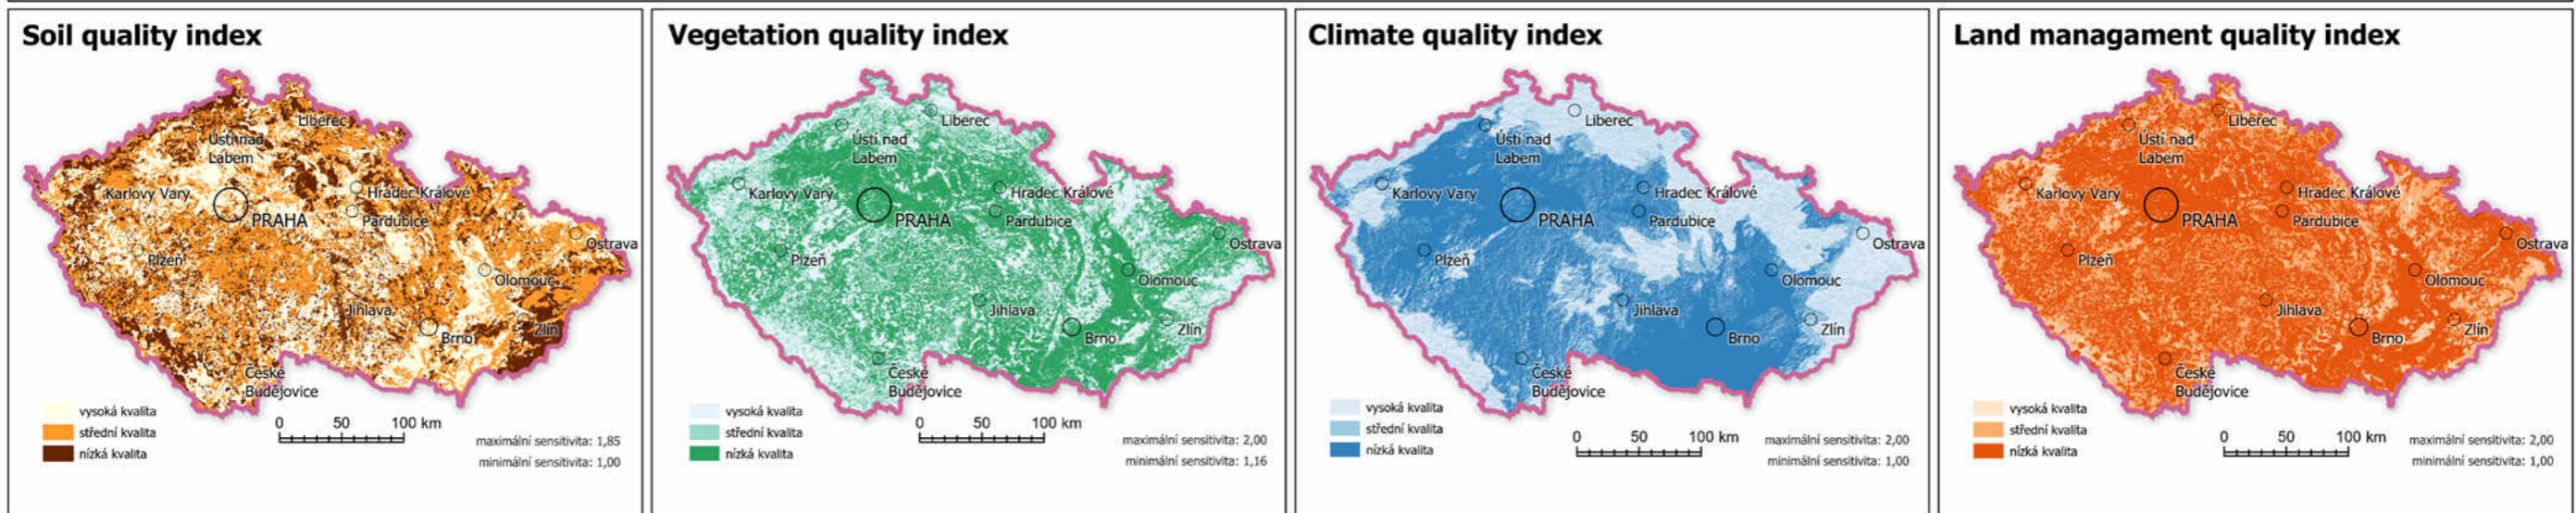 Soil quality index
Liberec
Ústí nad
Labem
Karlovy Vary
Hradec Králové
PRAHA
Pardubice
Ostrava
Plzeň
Olomouc
Jihlava
Zlín
Brno
České
Budějovice
vysoká kvalita
střední kvalita
nízká kvalita
0 50 100 km
maximální sensitivita: 1,85
minimální sensitivita: 1,00
Vegetation quality index
Liberec
Ústí nad
Labem
Karlovy Vary
Hradec Králové
PRAHA
Pardubice
Ostrava
Plzeň
Olomouc
Jihlava
Zlín
Brno
České
Budějovice
vysoká kvalita
střední kvalita
nízká kvalita
0 50 100 km
maximální sensitivita: 2,00
minimální sensitivita: 1,16
Climate quality index
Liberec
Ústí nad
Labem
Karlovy Vary
Hradec Králové
PRAHA
Pardubice
Ostrava
Plzeň
Olomouc
Jihlava
Zlín
Brno
České
Budějovice
vysoká kvalita
střední kvalita
nízká kvalita
0 50 100 km
maximální sensitivita: 2,00
minimální sensitivita: 1,00
Land managament quality index
Liberec
Ústí nad
Labem
Karlovy Vary
Hradec Králové
PRAHA
Pardubice
Ostrava
Plzeň
Olomouc
Jihlava
Zlín
Brno
České
Budějovice
vysoká kvalita
střední kvalita
nízká kvalita
0 50 100 km
maximální sensitivita: 2,00
minimální sensitivita: 1,00